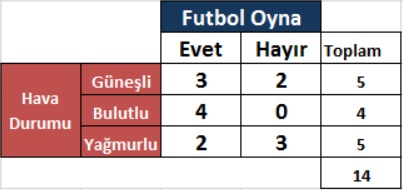 Futbol Oyna
Evet Hayır Toplam
Hava Durumu
Güneşli 3 2 5
Bulutlu 4 0 4
Yağmurlu 2 3 5
14